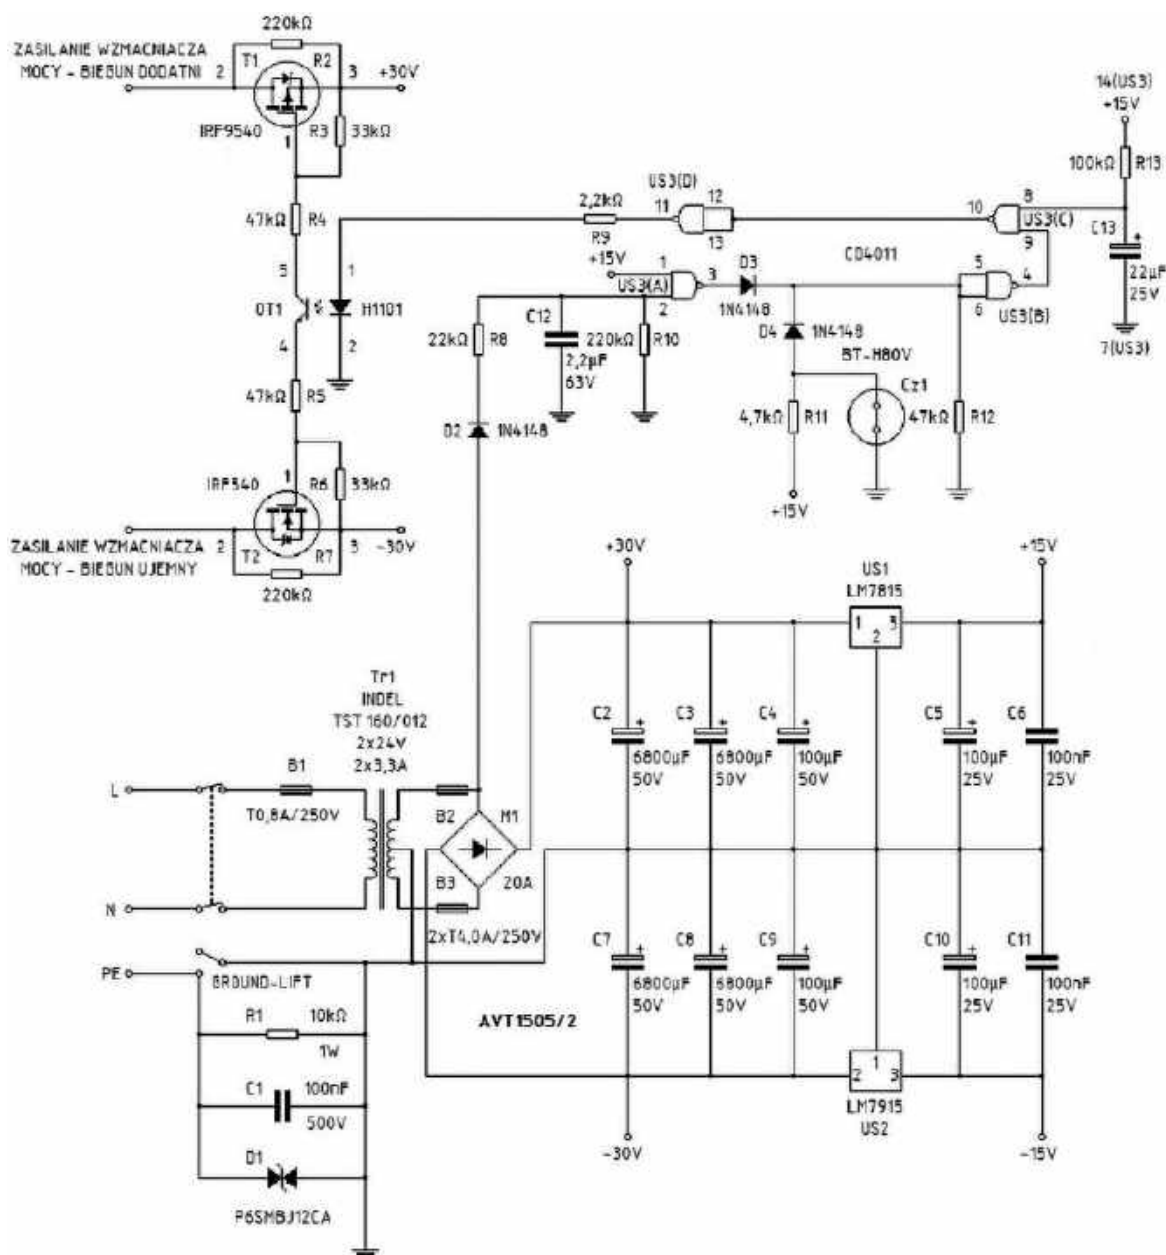 220kΩ
ZASILANIE WZMACNIACZA
MOCY - BIEGUN DODATNI
2
T1
R2
3
+30V
IRF9540
1
R3
33kΩ
47kΩ
R4
5
1
OT1
H1101
4
2
47kΩ
R5
IRF540
1
R6
33kΩ
ZASILANIE WZMACNIACZA
MOCY - BIEGUN UJEMNY
2
T2
R7
3
-30V
220kΩ
14(US3)
+15V
100kΩ
R13
US3(D)
2,2kΩ
11
12
10
8
US3(C)
R9
13
9
C13
+
+15V
1
D3
CD4011
22µF
25V
US3(A)
3
5
4
2
1N4148
6
US3(B)
7(US3)
C12
D4
1N4148
22kΩ
R8
220kΩ
R10
2,2µF
63V
BT-H80V
Cz1
D2
1N4148
4,7kΩ
R11
47kΩ
R12
+15V
+30V
US1
LM7815
+15V
1
3
2
Tr1
INDEL
TST 160/012
2x24V
2x3,3A
C2
+
6800µF
50V
C3
+
6800µF
50V
C4
+
100µF
50V
C5
+
100µF
25V
C6
100nF
25V
L
B1
T0,8A/250V
B2
M1
B3
20A
N
2xT4,0A/250V
PE
GROUND-LIFT
C7
+
6800µF
50V
C8
+
6800µF
50V
C9
+
100µF
50V
C10
+
100µF
25V
C11
100nF
25V
R1
10kΩ
1W
AVT1505/2
1
2
3
LM7915
US2
C1
100nF
500V
-30V
-15V
D1
P6SMBJ12CA